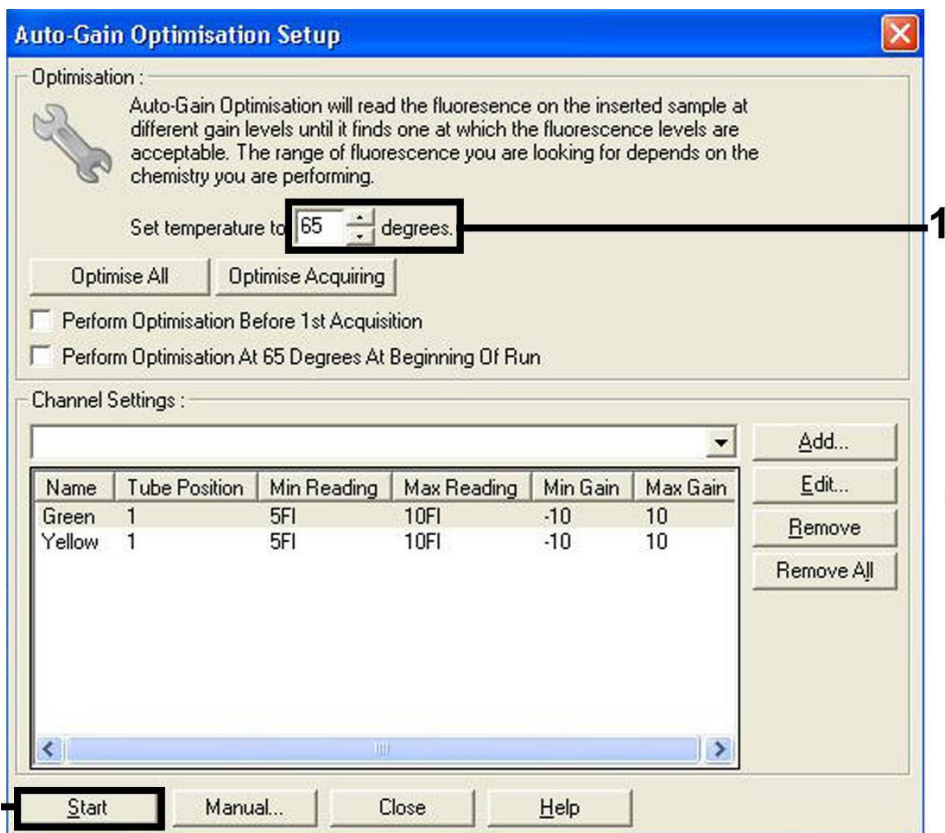 Auto-Gain Optimisation Setup
Optimisation :
Auto-Gain Optimisation will read the fluoresence on the inserted sample at
different gain levels until it finds one at which the fluorescence levels are
acceptable. The range of fluorescence you are looking for depends on the
chemistry you are performing.
Set temperature to 65 degrees.
1
Optimise All Optimise Acquiring
Perform Optimisation Before 1st Acquisition
Perform Optimisation At 65 Degrees At Beginning Of Run
Channel Settings :
Add...
Name Tube Position Min Reading Max Reading Min Gain Max Gain
Edit...
Green 1 5Fl 10Fl -10 10
Remove
Yellow 1 5Fl 10Fl -10 10
Remove All
Start Manual... Close Help